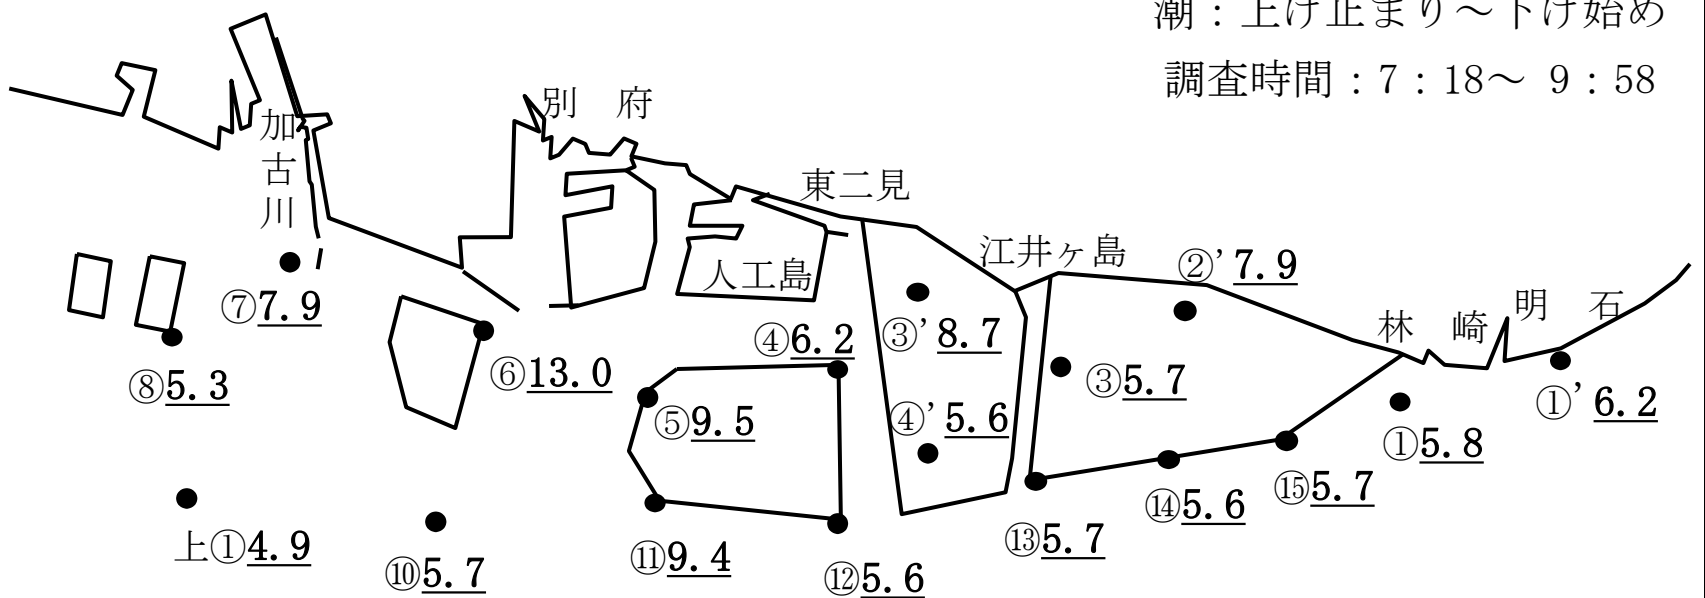 潮：上げ止まり～下げ始め
調査時間：7：18～ 9：58
別　府
加古川
東二見
江井ヶ島
人工島
②’7.9
林　崎
明　石
⑦7.9
④6.2
③’8.7
⑧5.3
⑥13.0
③5.7
①’6.2
⑤9.5
④’5.6
①5.8
⑮5.7
⑭5.6
上①4.9
⑬5.7
⑩5.7
⑪9.4
⑫5.6